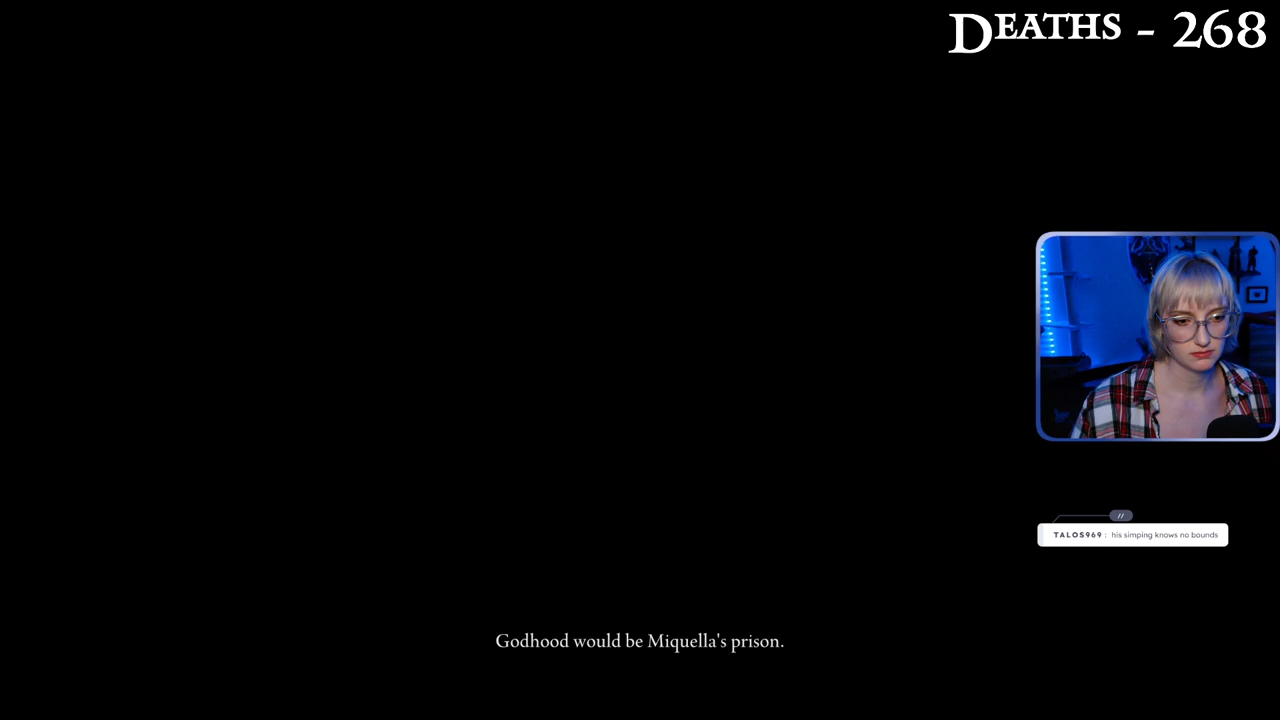 DEATHS - 268
//
TALOS969 : his simping knows no bounds
Godhood would be Miquella's prison.